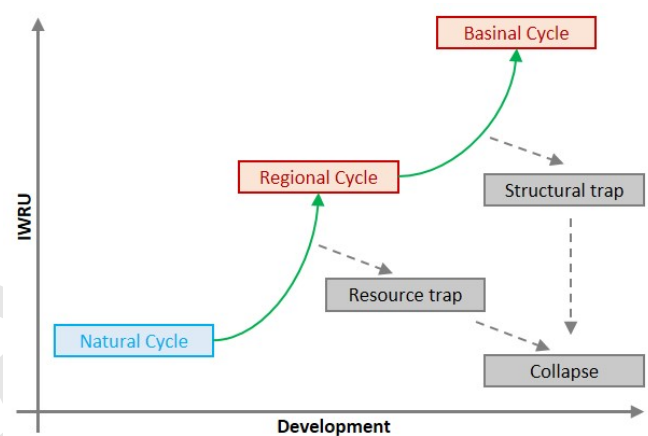 Basinal Cycle
Regional Cycle
Structural trap
IWRU
Resource trap
Natural Cycle
Collapse
Development